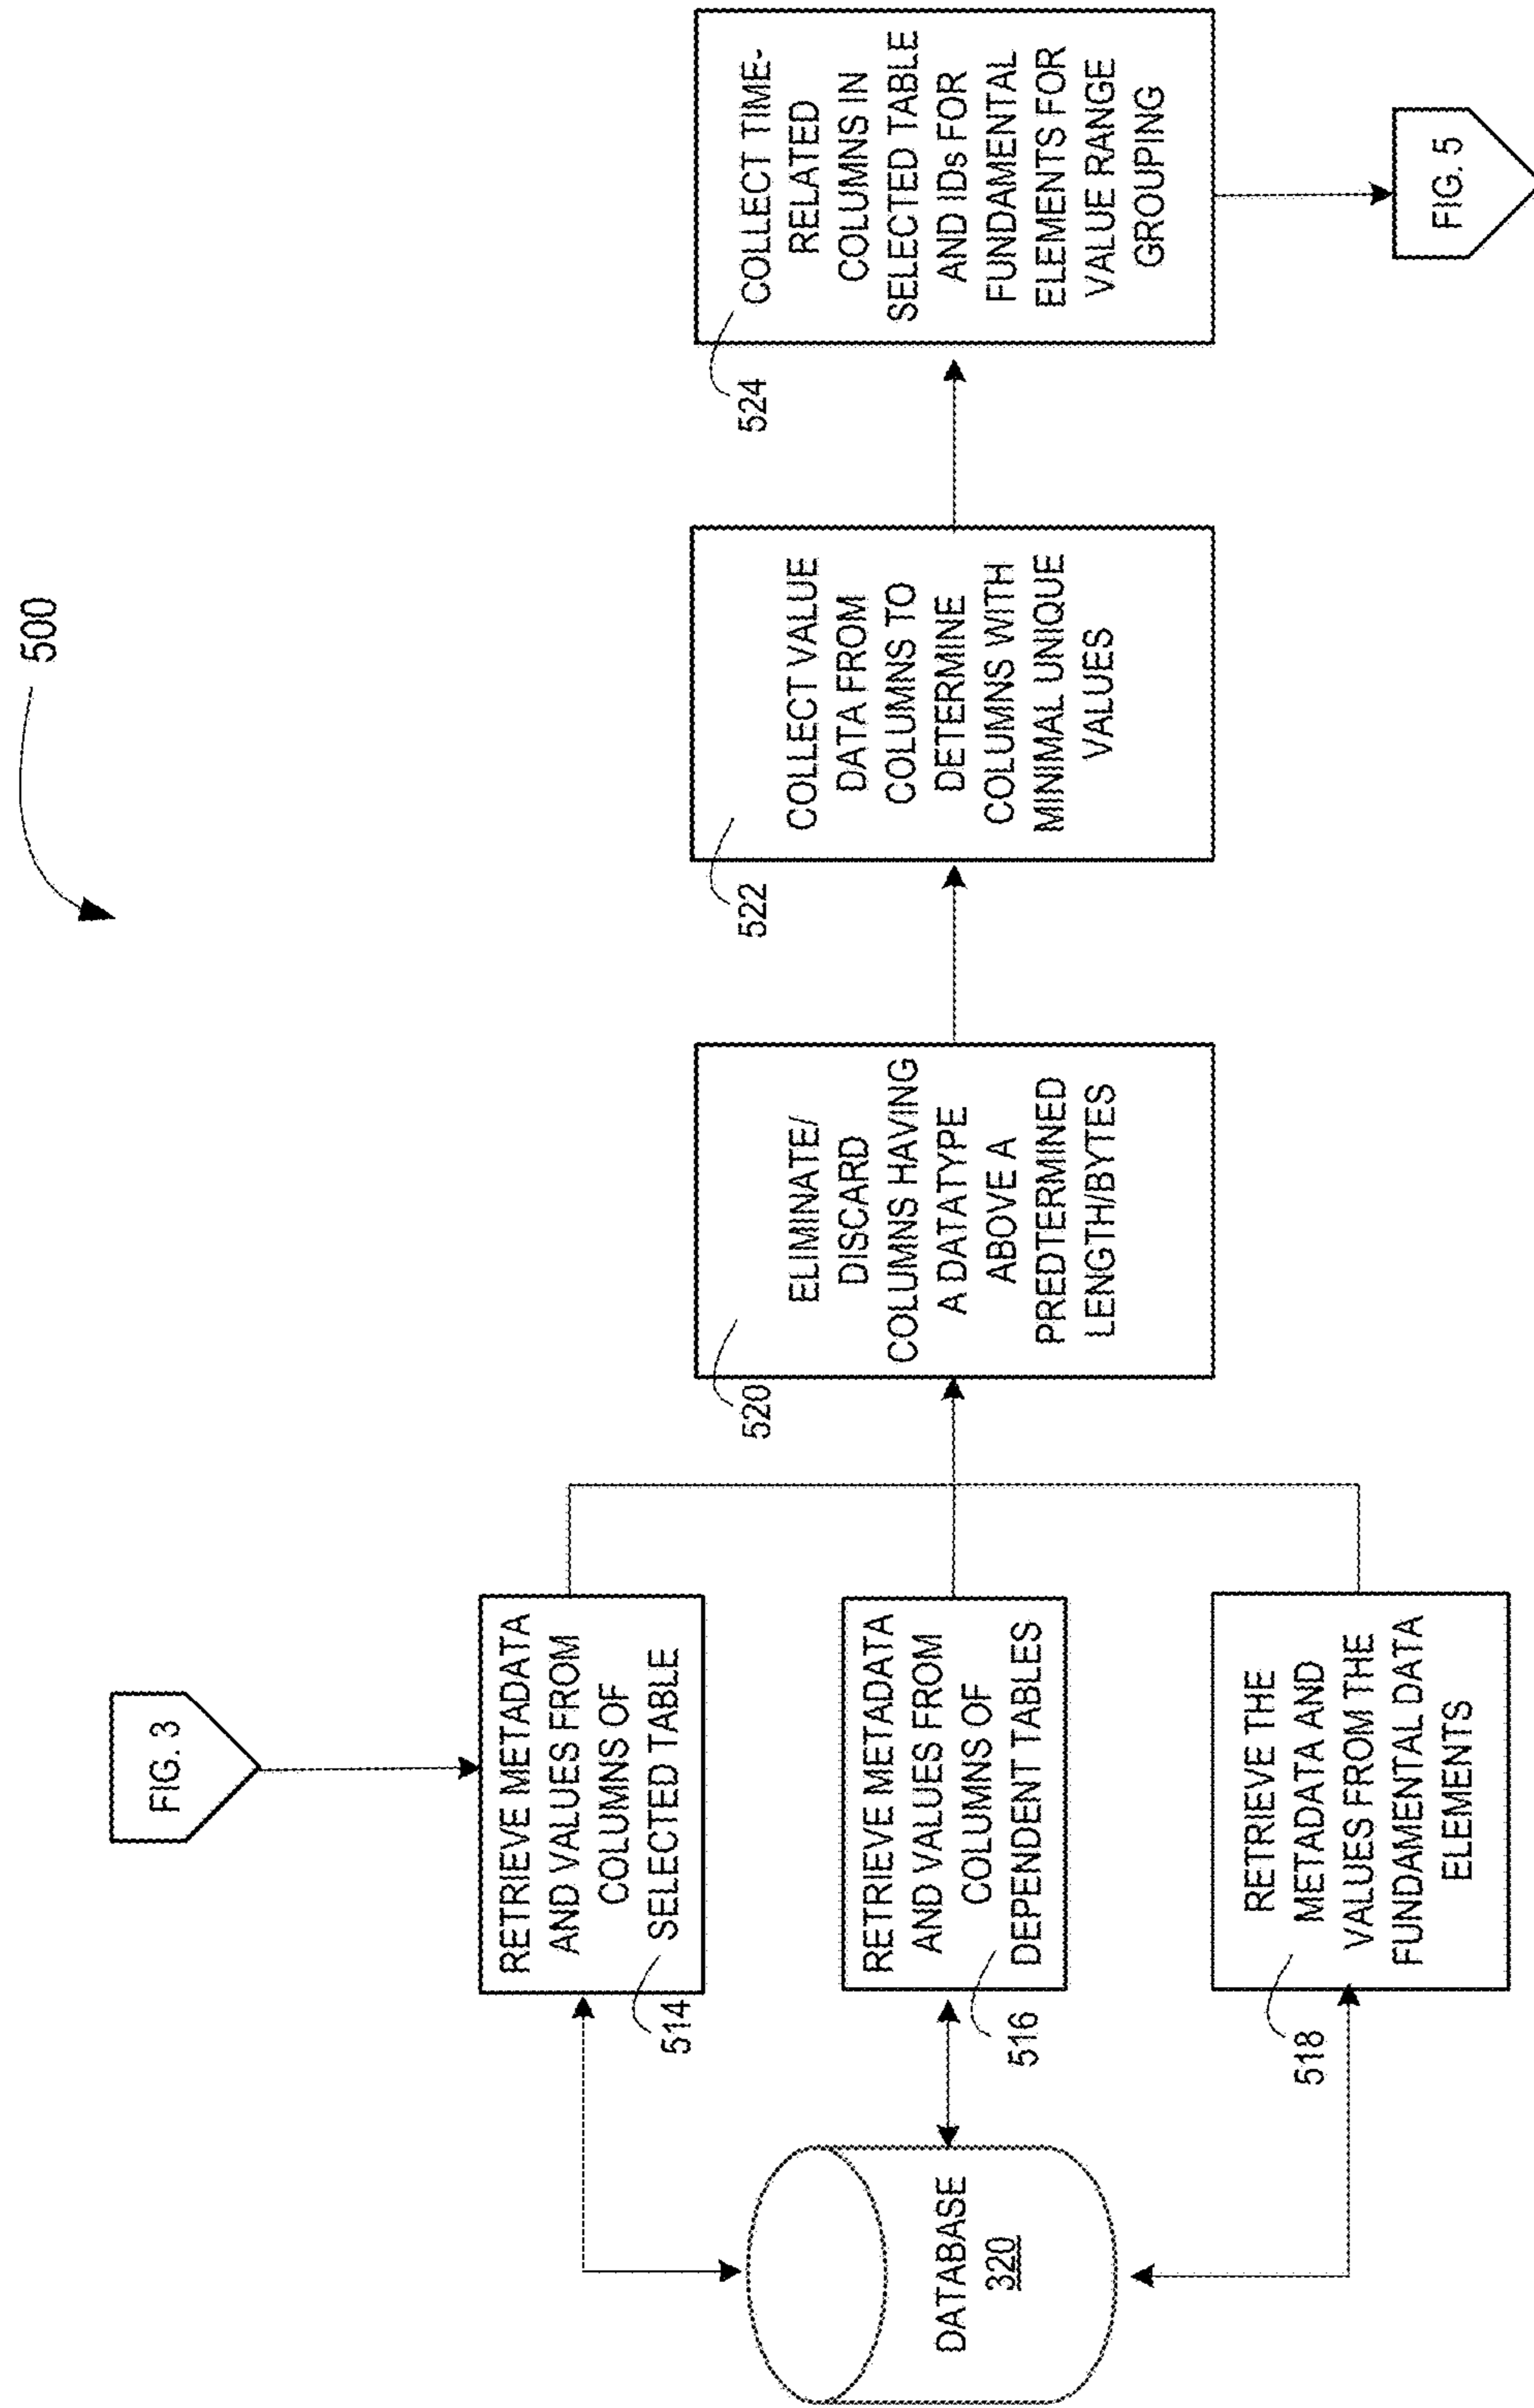 500
FIG. 3
RETRIEVE METADATA
AND VALUES FROM
COLUMNS OF
SELECTED TABLE
514
RETRIEVE METADATA
AND VALUES FROM
COLUMNS OF
DEPENDENT TABLES
516
RETRIEVE THE
METADATA AND
VALUES FROM THE
FUNDAMENTAL DATA
ELEMENTS
518
DATABASE
320
ELIMINATE/
DISCARD
COLUMNS HAVING
A DATATYPE
ABOVE A
PREDTERMINED
LENGTH/BYTES
520
COLLECT VALUE
DATA FROM
COLUMNS TO
DETERMINE
COLUMNS WITH
MINIMAL UNIQUE
VALUES
522
COLLECT TIME-
RELATED
COLUMNS IN
SELECTED TABLE
AND IDs FOR
FUNDAMENTAL
ELEMENTS FOR
VALUE RANGE
GROUPING
524
FIG. 5